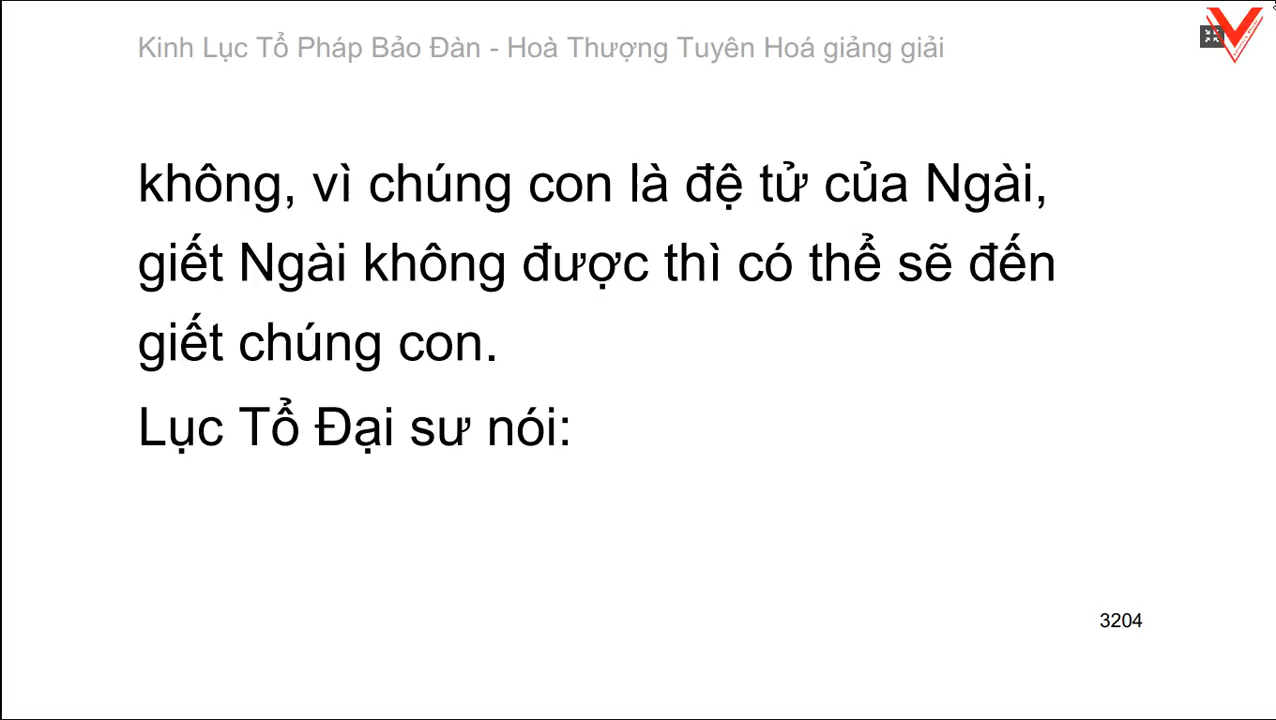 Kinh Lục Tổ Pháp Bảo Đàn - Hoà Thượng Tuyên Hoá giảng giải
không, vì chúng con là đệ tử của Ngài,
giết Ngài không được thì có thể sẽ đến
giết chúng con.
Lục Tổ Đại sư nói:
3204